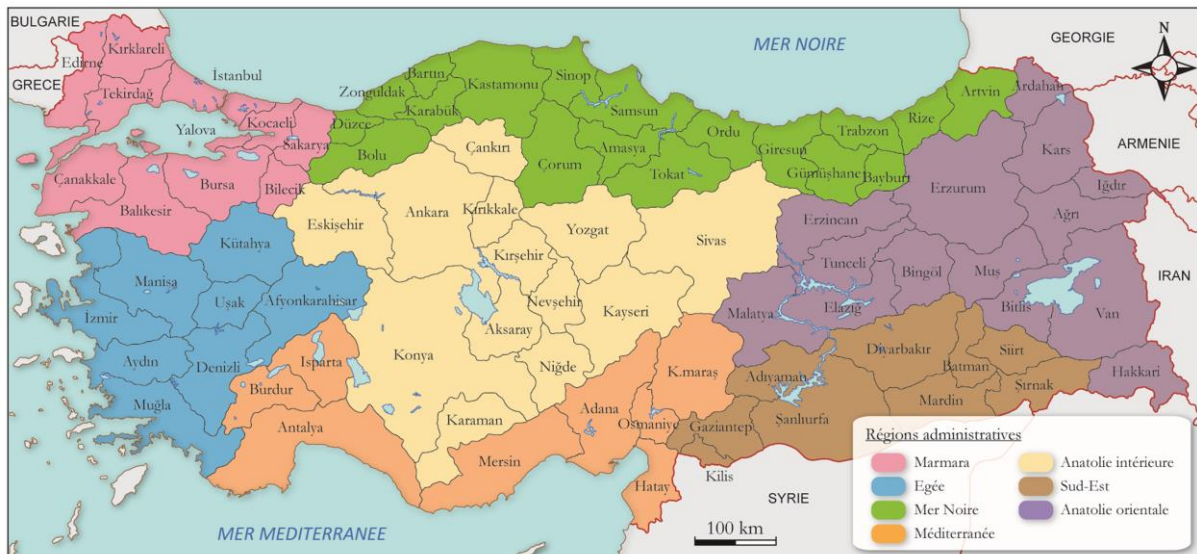 BULGARIE
GRECE
MER NOIRE
GEORGIE
ARMENIE
IRAN
SYRIE
MER MEDITERRANEE
N
Edirne
Kırklareli
Tekirdağ
İstanbul
Yalova
Kocaeli
Sakarya
Çanakkale
Balıkesir
Bursa
Bilecik
Zonguldak
Bartın
Karabük
Düzce
Bolu
Kastamonu
Sinop
Samsun
Çorum
Amasya
Tokat
Ordu
Giresun
Gümüşhane
Trabzon
Bayburt
Rize
Artvin
Ardahan
Kars
Iğdır
Erzurum
Ağrı
Erzincan
Tunceli
Bingöl
Muş
Bitlis
Van
Malatya
Elazığ
Hakkari
Çankırı
Ankara
Kırıkkale
Eskişehir
Kırşehir
Yozgat
Sivas
Nevşehir
Kayseri
Aksaray
Niğde
Konya
Karaman
Kütahya
Manisa
Uşak
Afyonkarahisar
İzmir
Aydın
Denizli
Muğla
Isparta
Burdur
Antalya
Mersin
Adana
Osmaniye
K.maraş
Hatay
Adıyaman
Diyarbakır
Batman
Siirt
Şırnak
Mardin
Şanlıurfa
Gaziantep
Kilis
100 km
Régions administratives
Marmara
Egée
Mer Noire
Méditerranée
Anatolie intérieure
Sud-Est
Anatolie orientale